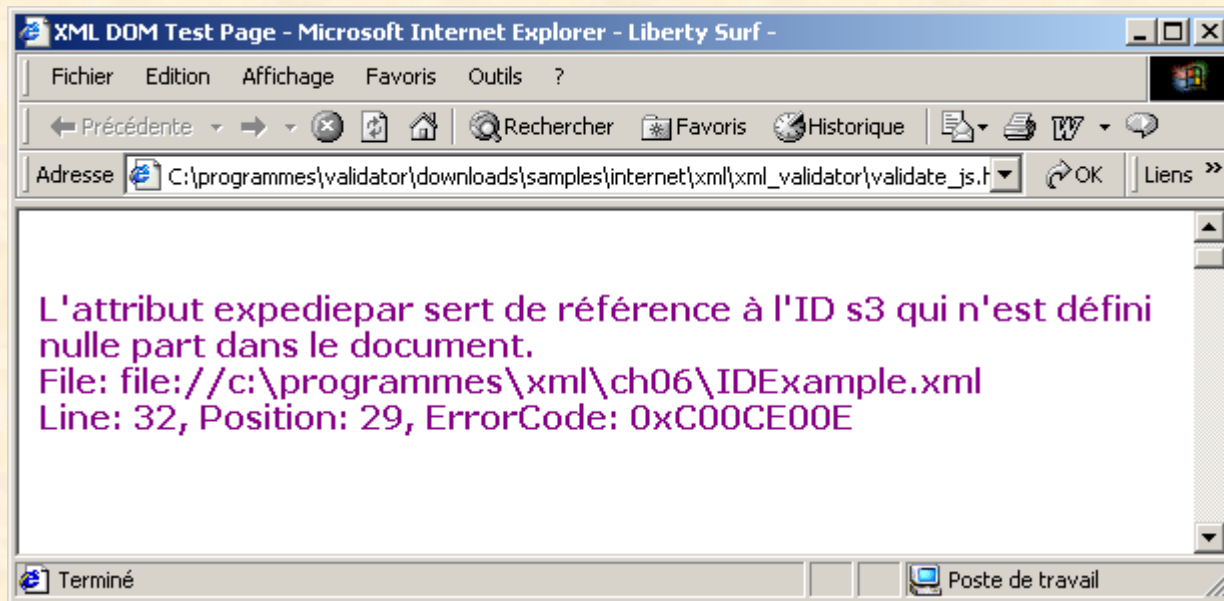 XML DOM Test Page - Microsoft Internet Explorer - Liberty Surf -
Fichier Edition Affichage Favoris Outils ?
Précédente Rechercher Favoris Historique
Adresse C:\programmes\validator\downloads\samples\internet\xml\xml_validator\validate_js.h OK Liens »
L'attribut expediepar sert de référence à l'ID s3 qui n'est défini
nulle part dans le document.
File: file://c:\programmes\xml\ch06\IDExample.xml
Line: 32, Position: 29, ErrorCode: 0xC00CE00E
Terminé Poste de travail